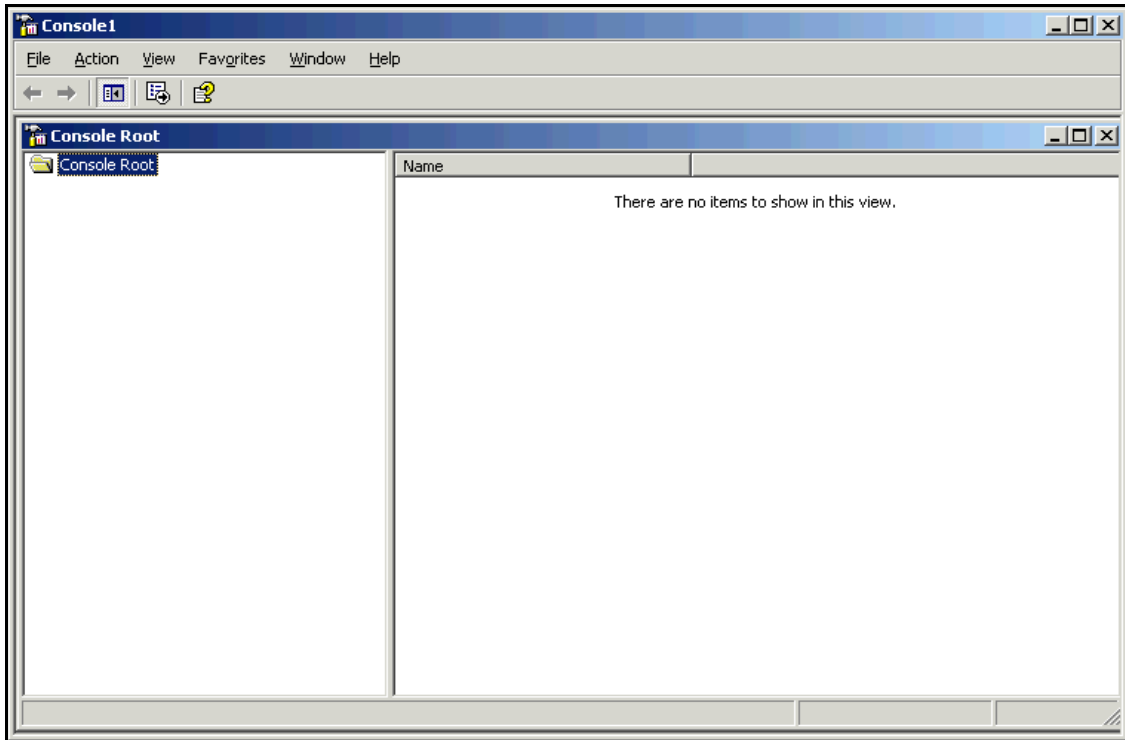 Console1
File Action View Favorites Window Help
Console Root
Console Root
Name
There are no items to show in this view.